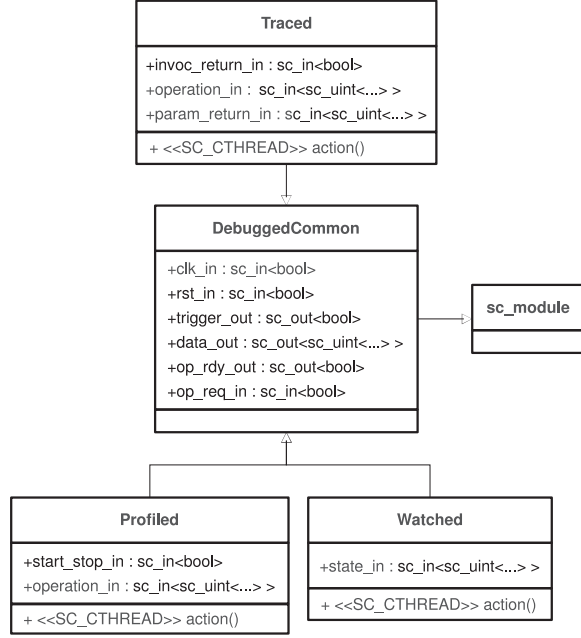 Traced
+invoc_return_in : sc_in<bool>
+operation_in : sc_in<sc_uint<...> >
+param_return_in : sc_in<sc_uint<...> >
+ <<SC_CTHREAD>> action()
DebuggedCommon
+clk_in : sc_in<bool>
+rst_in : sc_in<bool>
+trigger_out : sc_out<bool>
+data_out : sc_out<sc_uint<...> >
+op_rdy_out : sc_out<bool>
+op_req_in : sc_in<bool>
sc_module
Profiled
+start_stop_in : sc_in<bool>
+operation_in : sc_in<sc_uint<...> >
+ <<SC_CTHREAD>> action()
Watched
+state_in : sc_in<sc_uint<...> >
+ <<SC_CTHREAD>> action()